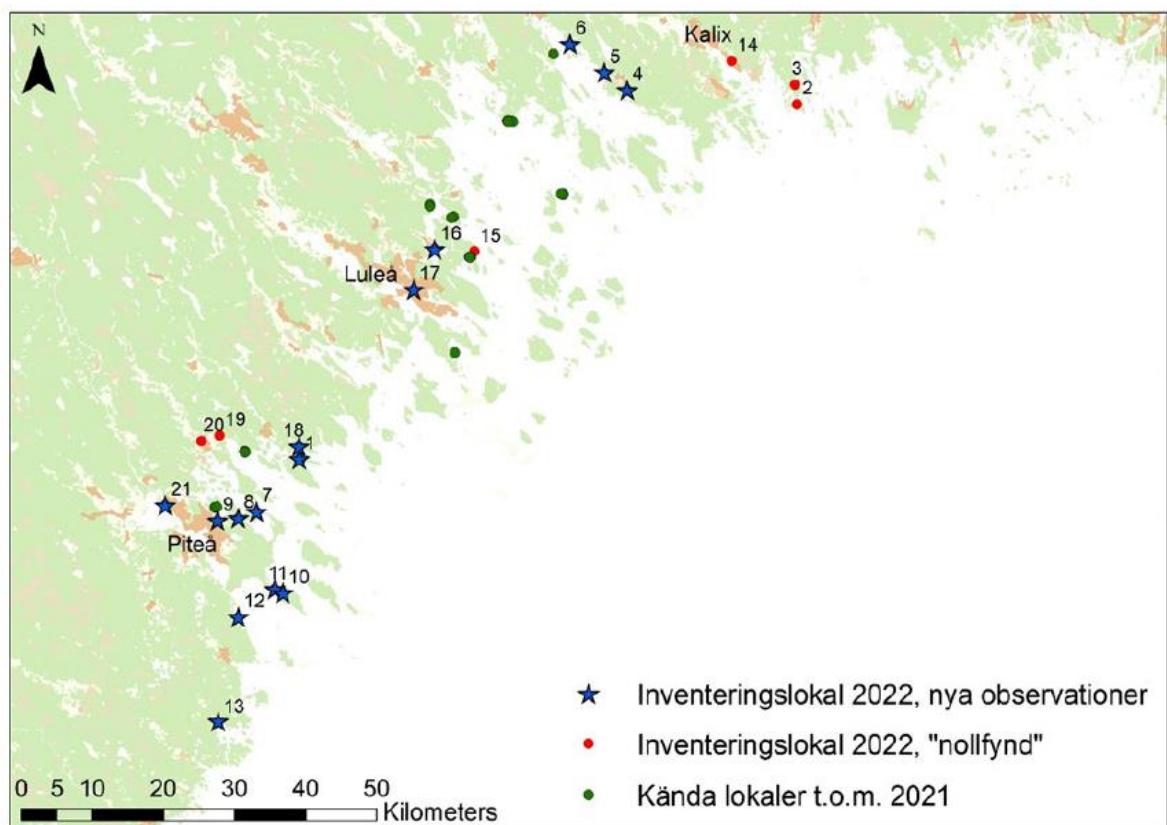 N
6
Kalix
14
5
3
4
2
16
15
Luleå
17
20 19
18
1
21
9 8 7
Piteå
11 10
12
13
Inventeringslokal 2022, nya observationer
Inventeringslokal 2022, "nollfynd"
Kända lokaler t.o.m. 2021
0 5 10 20 30 40 50
Kilometers